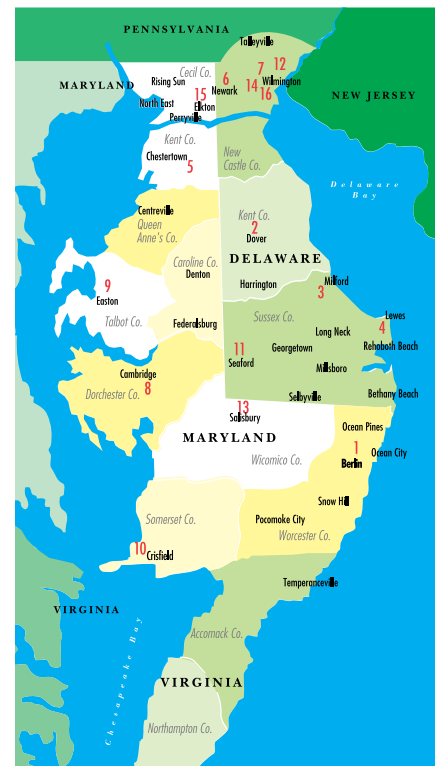 PENNSYLVANIA
Talleyville
12
Cecil Co.
7
MARYLAND
Rising Sun
6
14
Wilmington
Newark
16
15
NEW JERSEY
North East
Elkton
Perryville
Kent Co.
Chestertown
5
New
Castle Co.
Delaware
Bay
Centreville
Queen
Anne's Co.
Kent Co.
2
Dover
Caroline Co.
Denton
DELAWARE
9
Easton
Harrington
Milford
3
Talbot Co.
Federalsburg
Sussex Co.
Lewes
4
Long Neck
Rehoboth Beach
11
Georgetown
Seaford
Millsboro
Cambridge
8
Dorchester Co.
Selbyville
Bethany Beach
13
Salisbury
Ocean Pines
MARYLAND
1
Ocean City
Wicomico Co.
Berlin
Snow Hill
Somerset Co.
Pocomoke City
Worcester Co.
10
Crisfield
Temperanceville
VIRGINIA
Chesapeake Bay
Accomack Co.
VIRGINIA
Northampton Co.